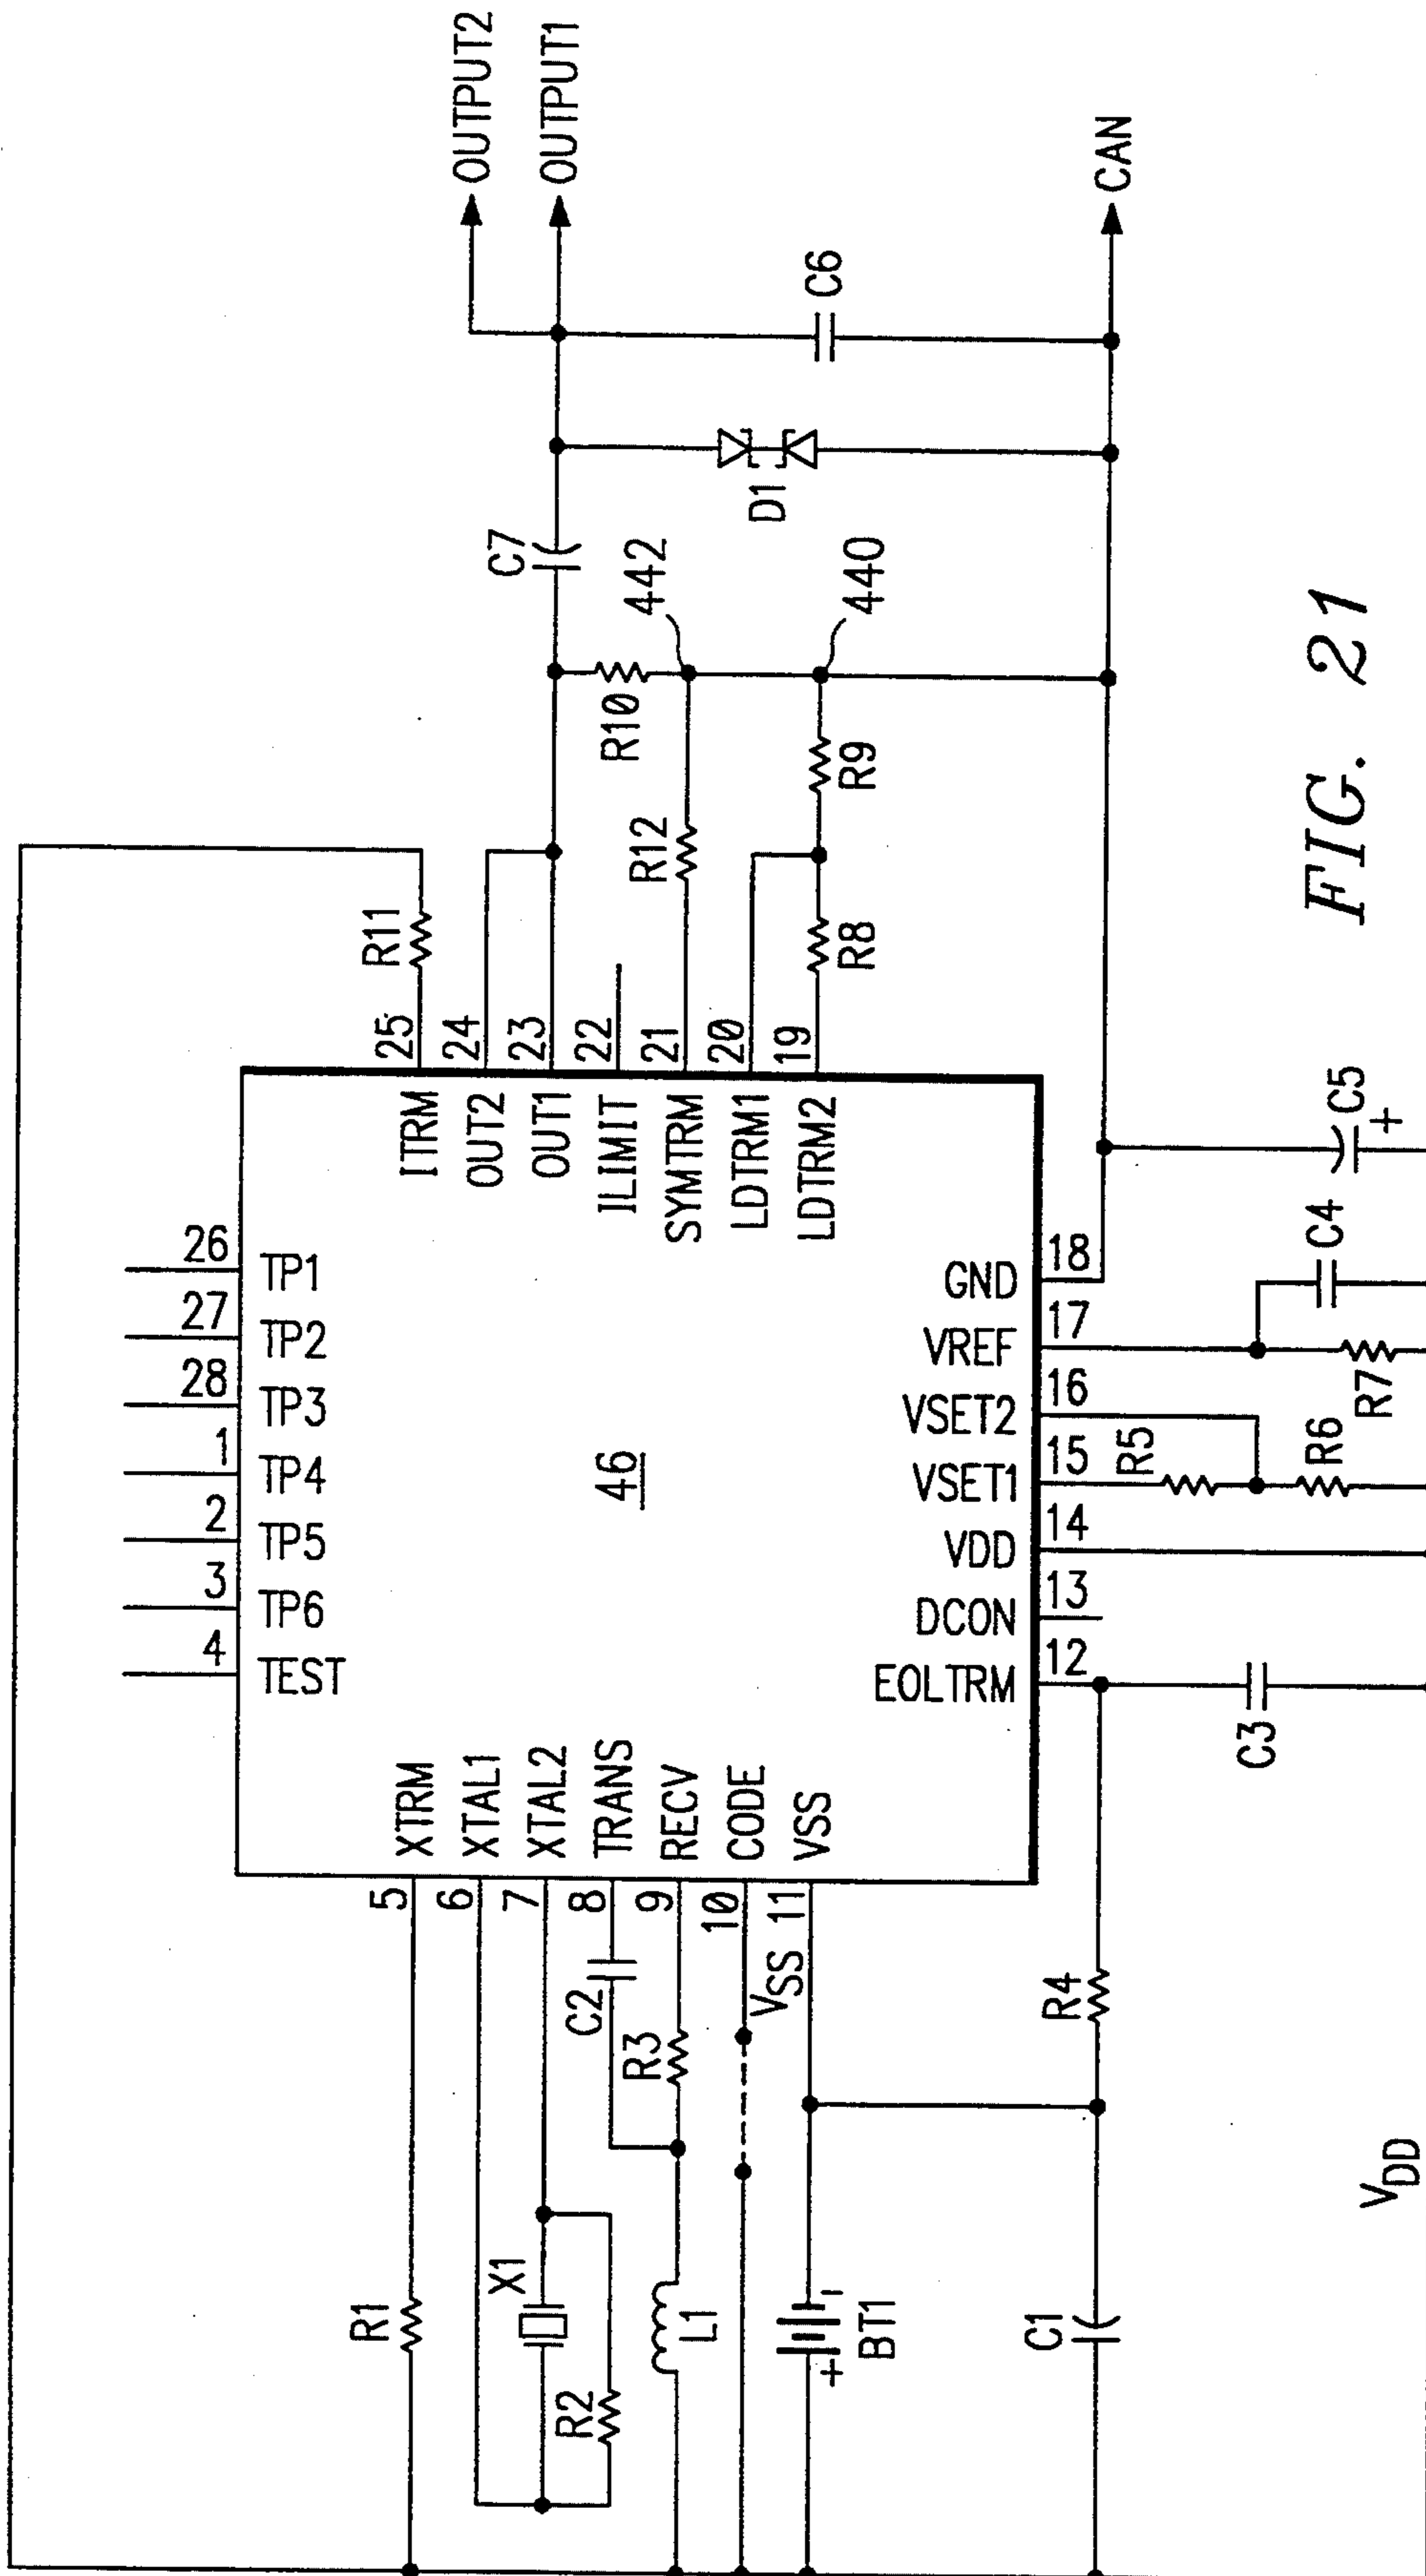 OUTPUT2
OUTPUT1
CAN
C6
D1
C7
442
440
R10
R9
R12
R8
R11
25
24
23
22
21
20
19
ITRM
OUT2
OUT1
ILIMIT
SYMTRM
LDTRM1
LDTRM2
26 TP1
27 TP2
28 TP3
1 TP4
2 TP5
3 TP6
4 TEST
46
GND 18
VREF 17
VSET2 16
VSET1 15
VDD 14
DCON 13
EOLTRM 12
C5
+
C4
R7
R5
R6
C3
XTRM
XTAL1
XTAL2
TRANS
RECV
CODE
VSS
5
6
7
8
9
10
11
VSS
C2
R3
R4
R1
X1
R2
L1
+
-
BT1
C1
VDD
FIG. 21